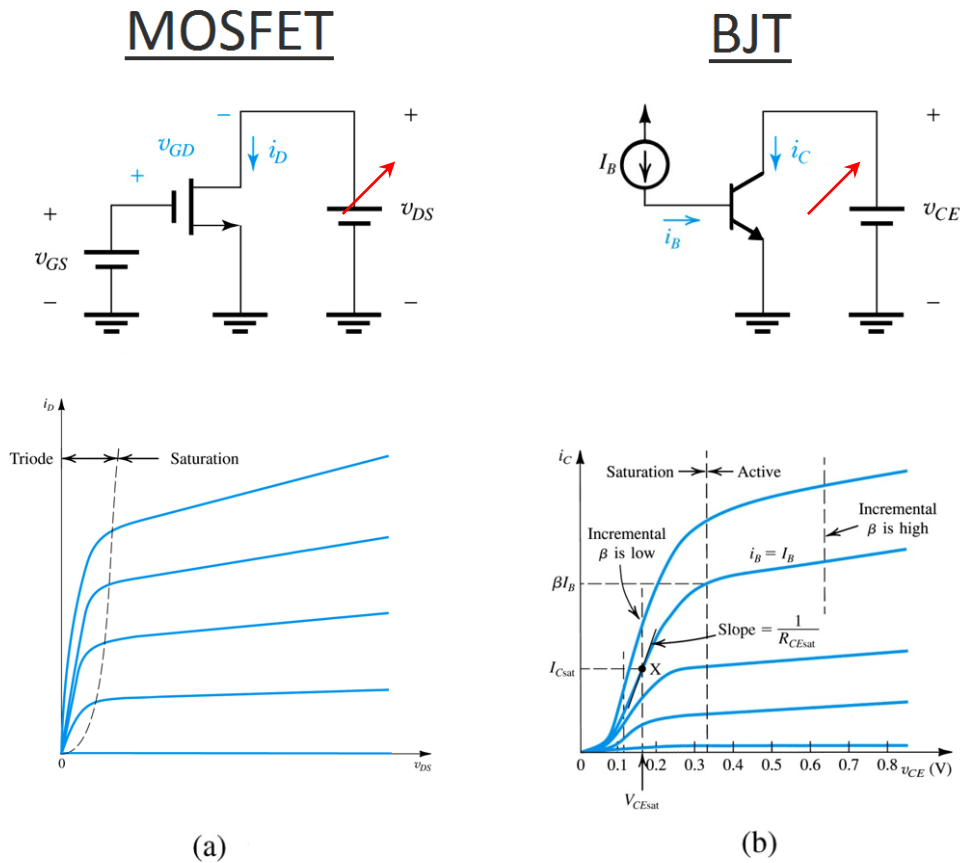 MOSFET
BJT
−
+
v_GD
i_D
+
+
v_GS
−
v_DS
−
I_B
i_B
i_C
+
v_CE
−
i_D
Triode
Saturation
0
v_DS
i_C
Saturation
Active
Incremental
β is low
Incremental
β is high
i_B = I_B
βI_B
Slope = 1
R_CEsat
I_Csat
X
0 0.1 0.2 0.3 0.4 0.5 0.6 0.7 0.8 v_CE (V)
V_CEsat
(a)
(b)